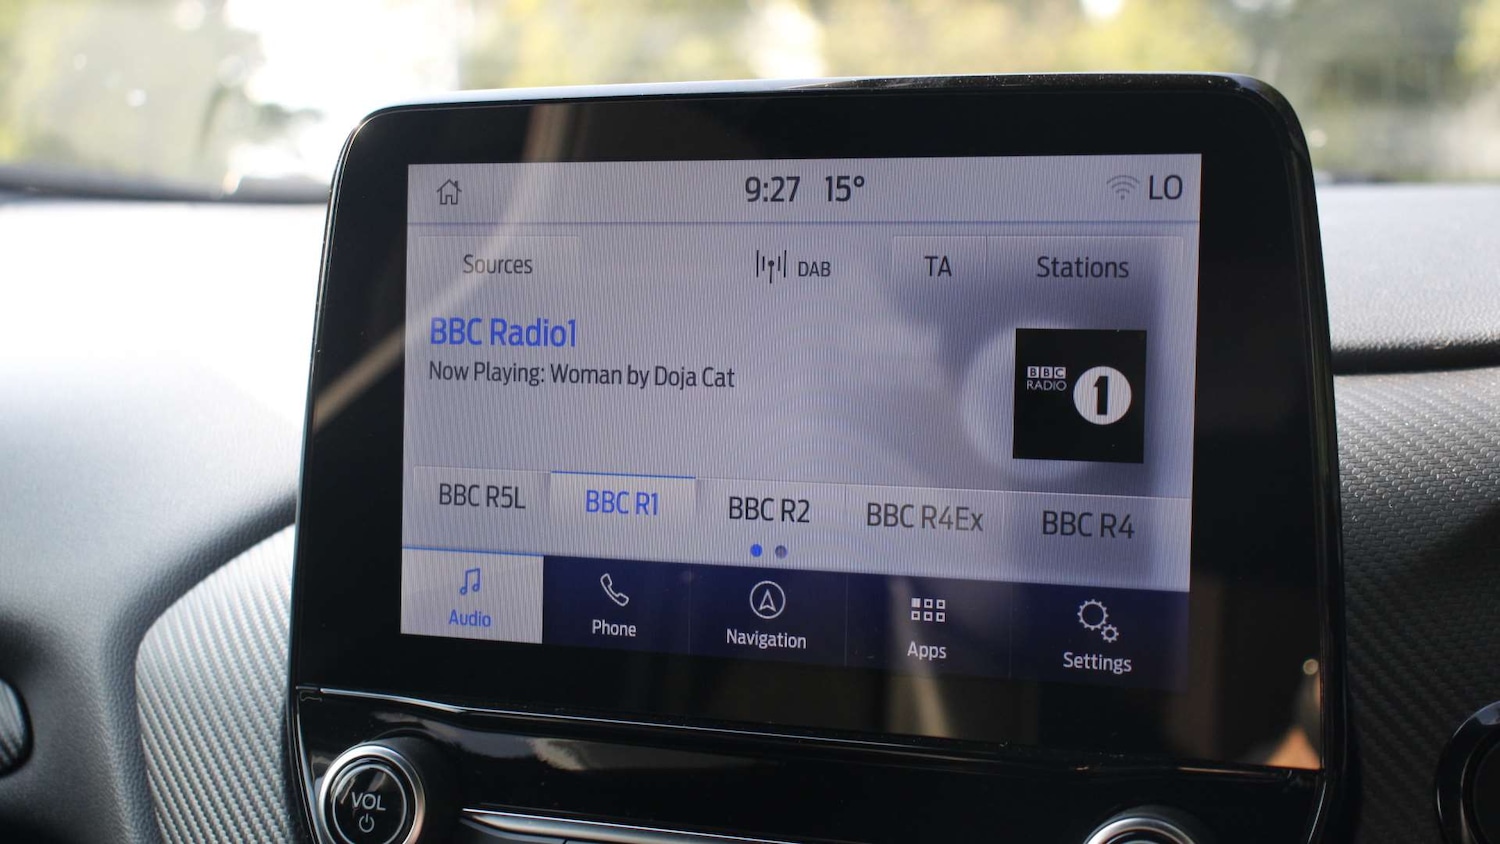 9:27 15° LO
Sources DAB TA Stations
BBC Radio1
Now Playing: Woman by Doja Cat
BBC
RADIO 1
BBC R5L BBC R1 BBC R2 BBC R4Ex BBC R4
Audio Phone Navigation Apps Settings
VOL